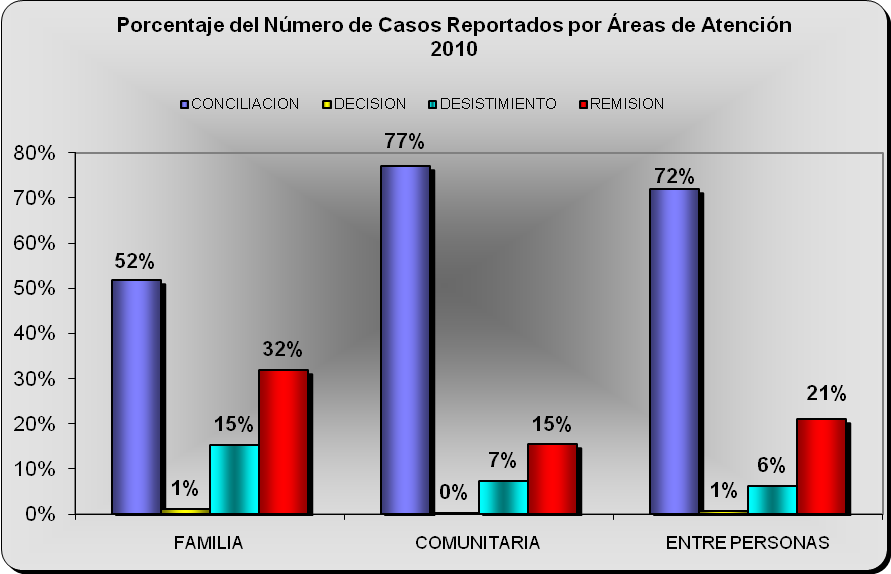 Porcentaje del Número de Casos Reportados por Áreas de Atención
2010
CONCILIACION DECISION DESISTIMIENTO REMISION
80%
70%
60%
50%
40%
30%
20%
10%
0%
52% 1% 15% 32%
77% 0% 7% 15%
72% 1% 6% 21%
FAMILIA COMUNITARIA ENTRE PERSONAS